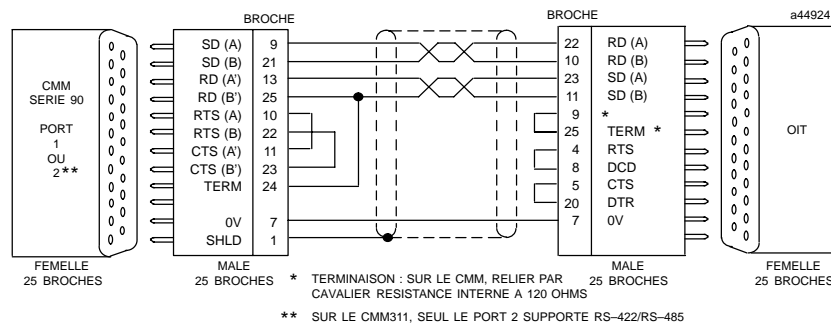 BROCHE
BROCHE
a44924
CMM
SERIE 90
PORT
1
OU
2**
SD (A) 9
SD (B) 21
RD (A') 13
RD (B') 25
RTS (A) 10
RTS (B) 22
CTS (A') 11
CTS (B') 23
TERM 24
0V 7
SHLD 1
22 RD (A)
10 RD (B)
23 SD (A)
11 SD (B)
9 *
25 TERM *
4 RTS
8 DCD
5 CTS
20 DTR
7 0V
OIT
FEMELLE
25 BROCHES
MALE
25 BROCHES
MALE
25 BROCHES
FEMELLE
25 BROCHES
* TERMINAISON : SUR LE CMM, RELIER PAR
CAVALIER RESISTANCE INTERNE A 120 OHMS
** SUR LE CMM311, SEUL LE PORT 2 SUPPORTE RS–422/RS–485